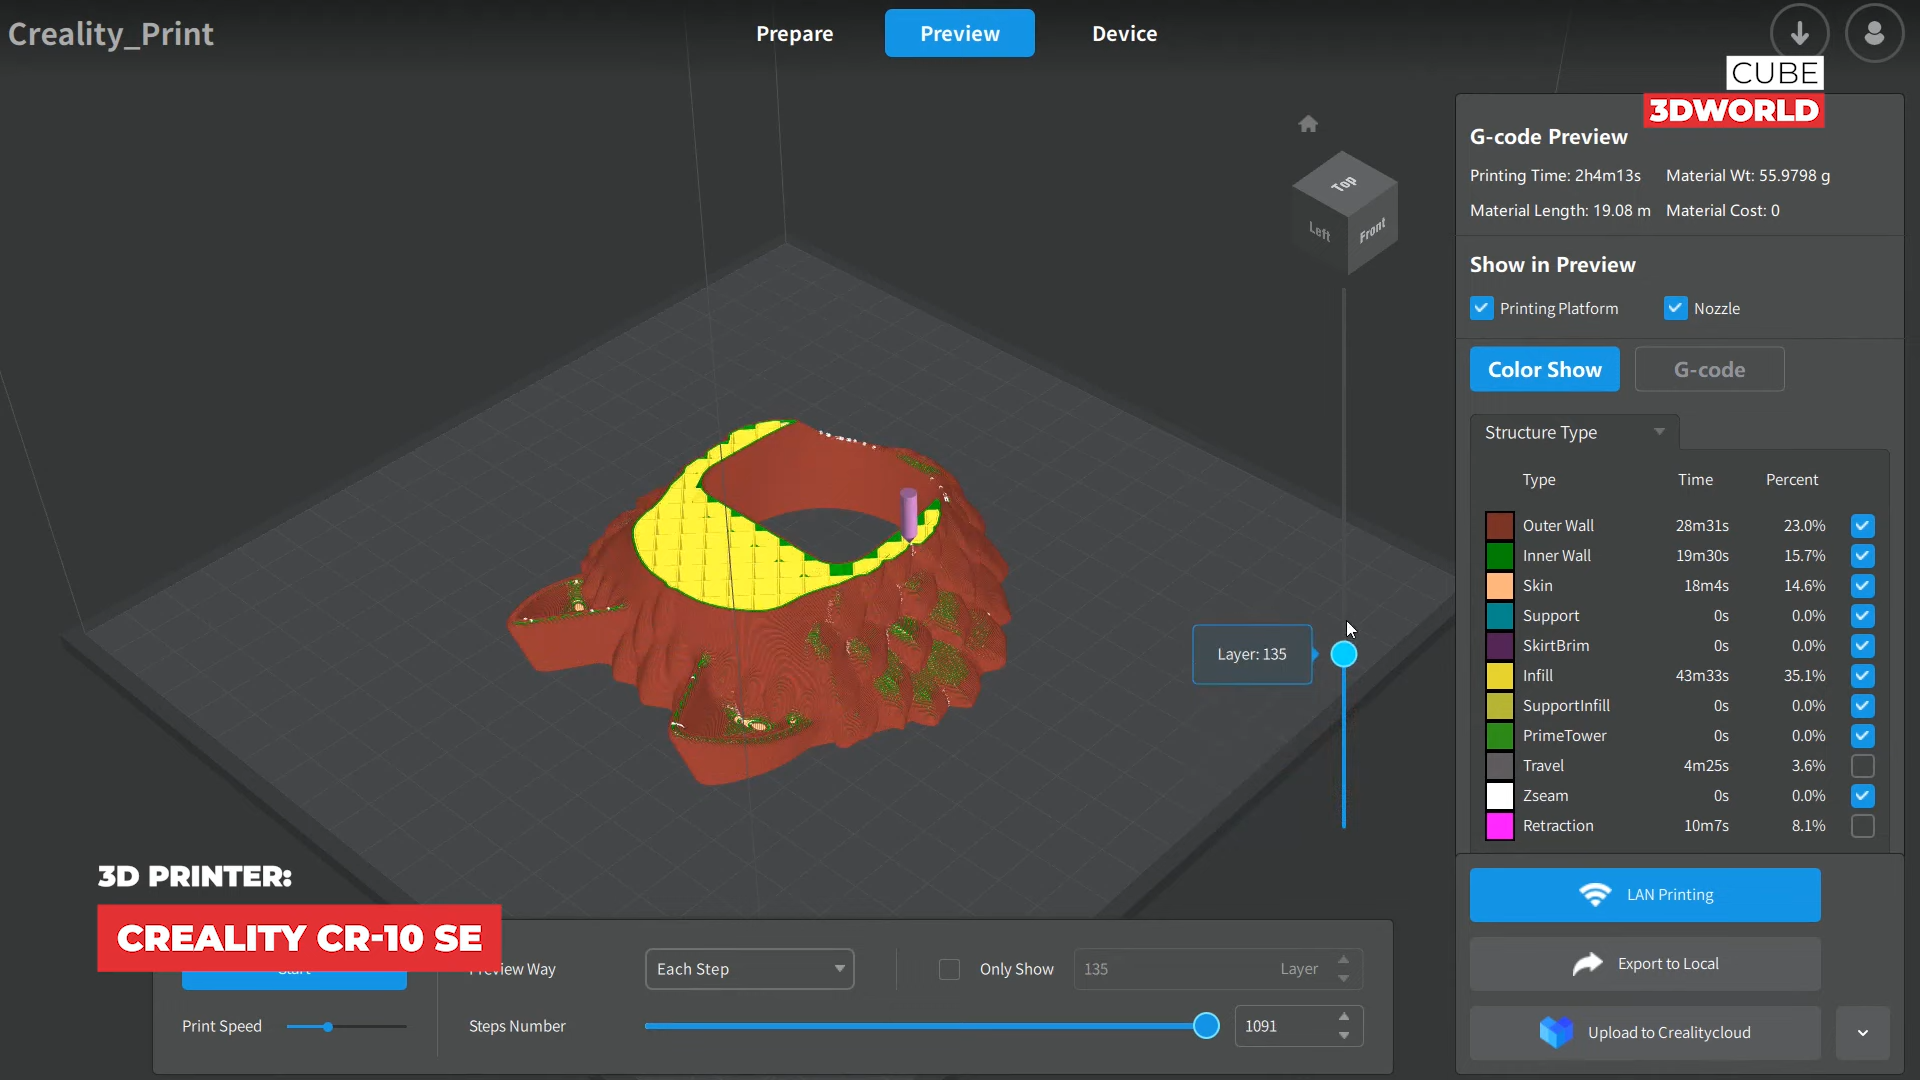 Creality_Print
Prepare
Preview
Device
CUBE
3DWORLD
G-code Preview
Printing Time: 2h4m13s Material Wt: 55.9798 g
Material Length: 19.08 m Material Cost: 0
Show in Preview
Printing Platform Nozzle
Color Show G-code
Structure Type
Type Time Percent
Outer Wall 28m31s 23.0%
Inner Wall 19m30s 15.7%
Skin 18m4s 14.6%
Support 0s 0.0%
SkirtBrim 0s 0.0%
Infill 43m33s 35.1%
SupportInfill 0s 0.0%
PrimeTower 0s 0.0%
Travel 4m25s 3.6%
Zseam 0s 0.0%
Retraction 10m7s 8.1%
LAN Printing
Export to Local
Upload to Crealitycloud
Top
Left
Front
Layer: 135
3D PRINTER:
CREALITY CR-10 SE
Way Each Step Only Show 135 Layer
Print Speed Steps Number 1091